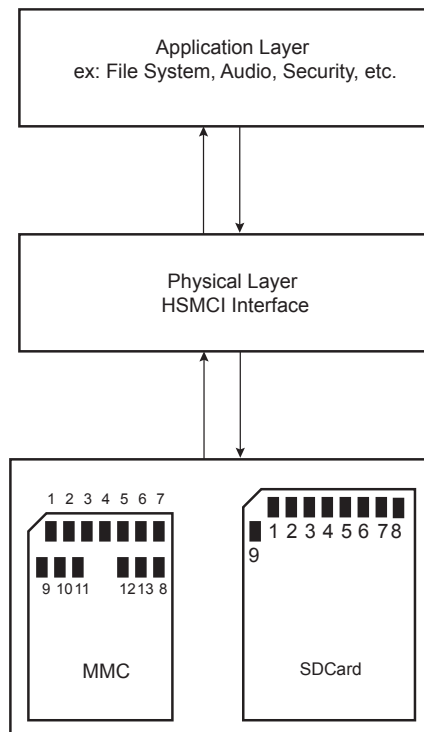 Application Layer
ex: File System, Audio, Security, etc.
Physical Layer
HSMCI Interface
1 2 3 4 5 6 7
9 10 11 12 13 8
MMC
1 2 3 4 5 6 7 8
9
SDCard